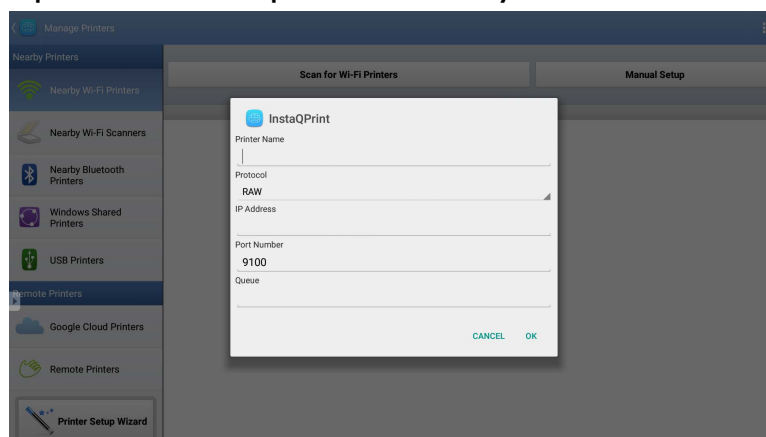 Manage Printers
Nearby Printers
Nearby Wi-Fi Printers
Nearby Wi-Fi Scanners
Nearby Bluetooth
Printers
Windows Shared
Printers
USB Printers
Remote Printers
Google Cloud Printers
Remote Printers
Printer Setup Wizard
Scan for Wi-Fi Printers
Manual Setup
InstaQPrint
Printer Name
Protocol
RAW
IP Address
Port Number
9100
Queue
CANCEL
OK